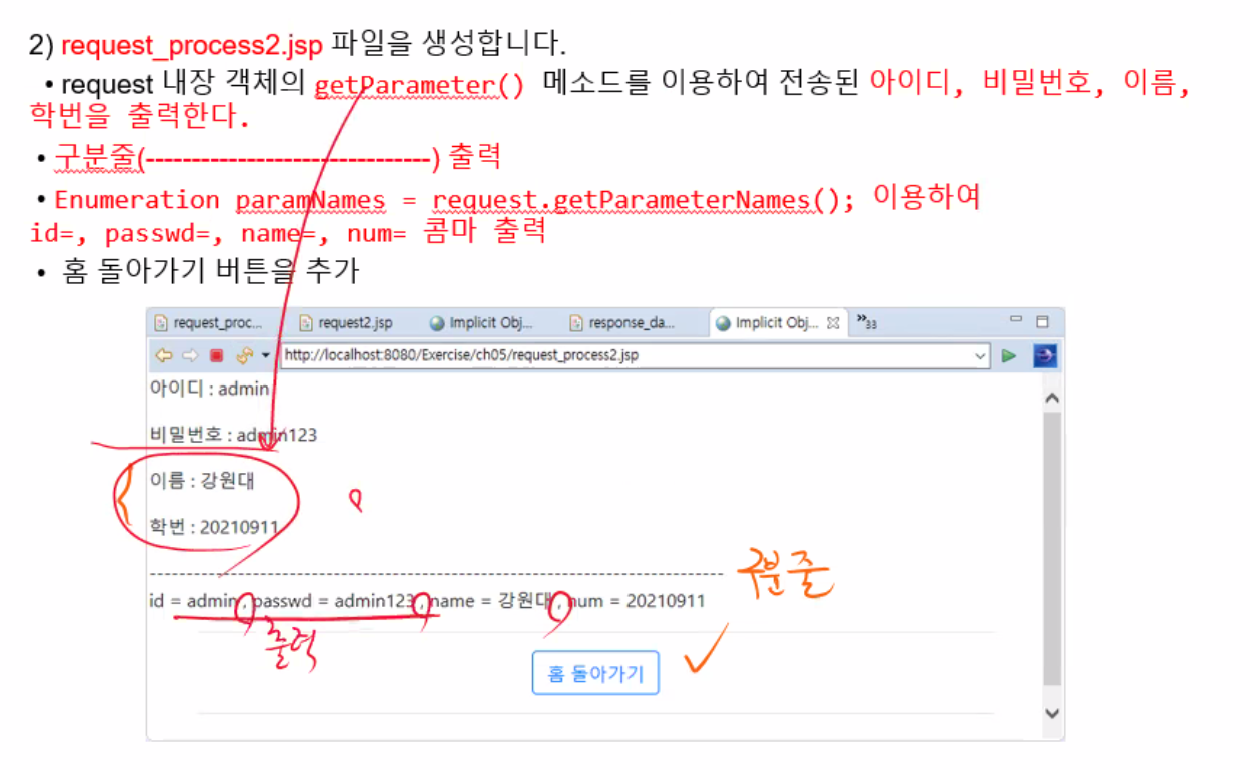 2) request_process2.jsp 파일을 생성합니다.
• request 내장 객체의 getParameter() 메소드를 이용하여 전송된 아이디, 비밀번호, 이름,
학번을 출력한다.
• 구분줄(-------------------------------) 출력
• Enumeration paramNames = request.getParameterNames(); 이용하여
id=, passwd=, name=, num= 콤마 출력
• 홈 돌아가기 버튼을 추가
request_proc... request2.jsp Implicit Obj... response_da... Implicit Obj... »33
http://localhost:8080/Exercise/ch05/request_process2.jsp
아이디 : admin
비밀번호 : admin123
이름 : 강원대
학번 : 20210911
--------------------------------------------------------------------------------
구분줄
id = admin , passwd = admin123 , name = 강원대 , num = 20210911
출력
홈 돌아가기